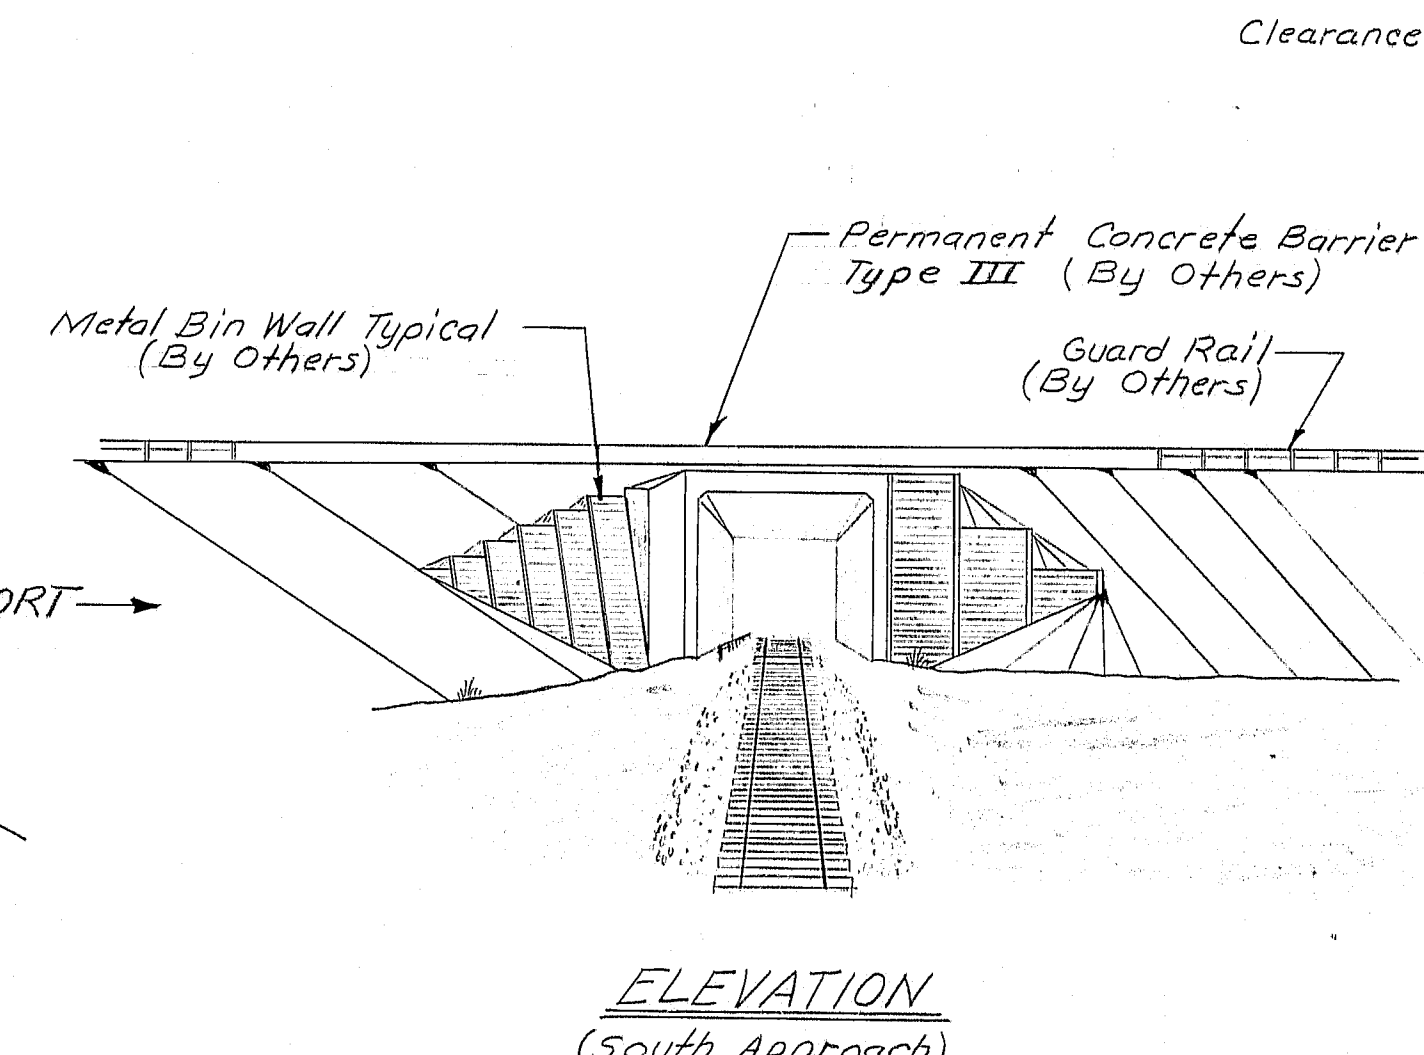 Clearance
Permanent Concrete Barrier
Type III (By Others)
Metal Bin Wall Typical
(By Others)
Guard Rail
(By Others)
ORT
ELEVATION
(South Approach)